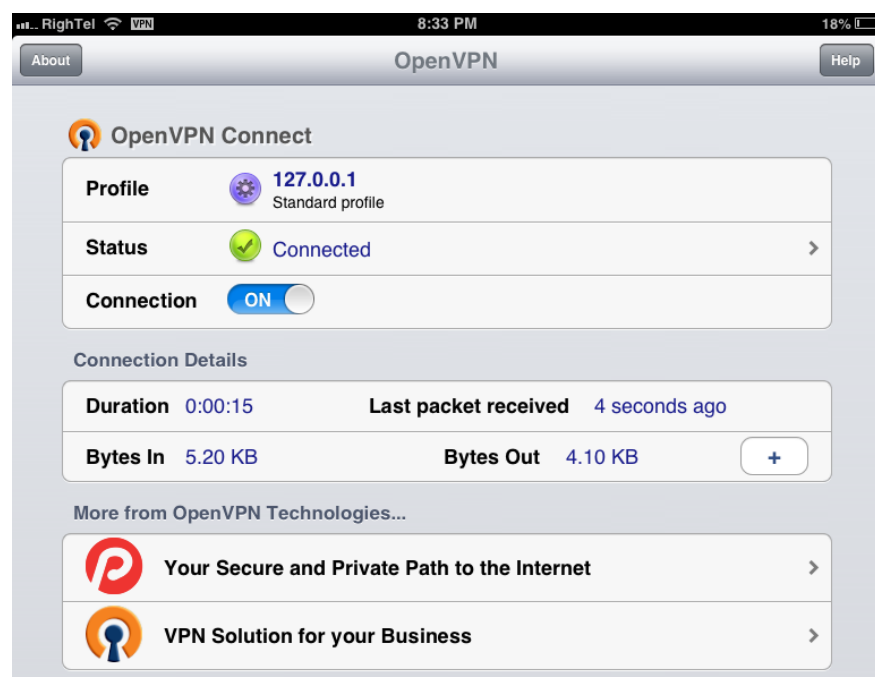 RighTel VPN 8:33 PM 18%
About OpenVPN Help
OpenVPN Connect
Profile 127.0.0.1
Standard profile
Status Connected
Connection ON
Connection Details
Duration 0:00:15 Last packet received 4 seconds ago
Bytes In 5.20 KB Bytes Out 4.10 KB +
More from OpenVPN Technologies...
Your Secure and Private Path to the Internet
VPN Solution for your Business